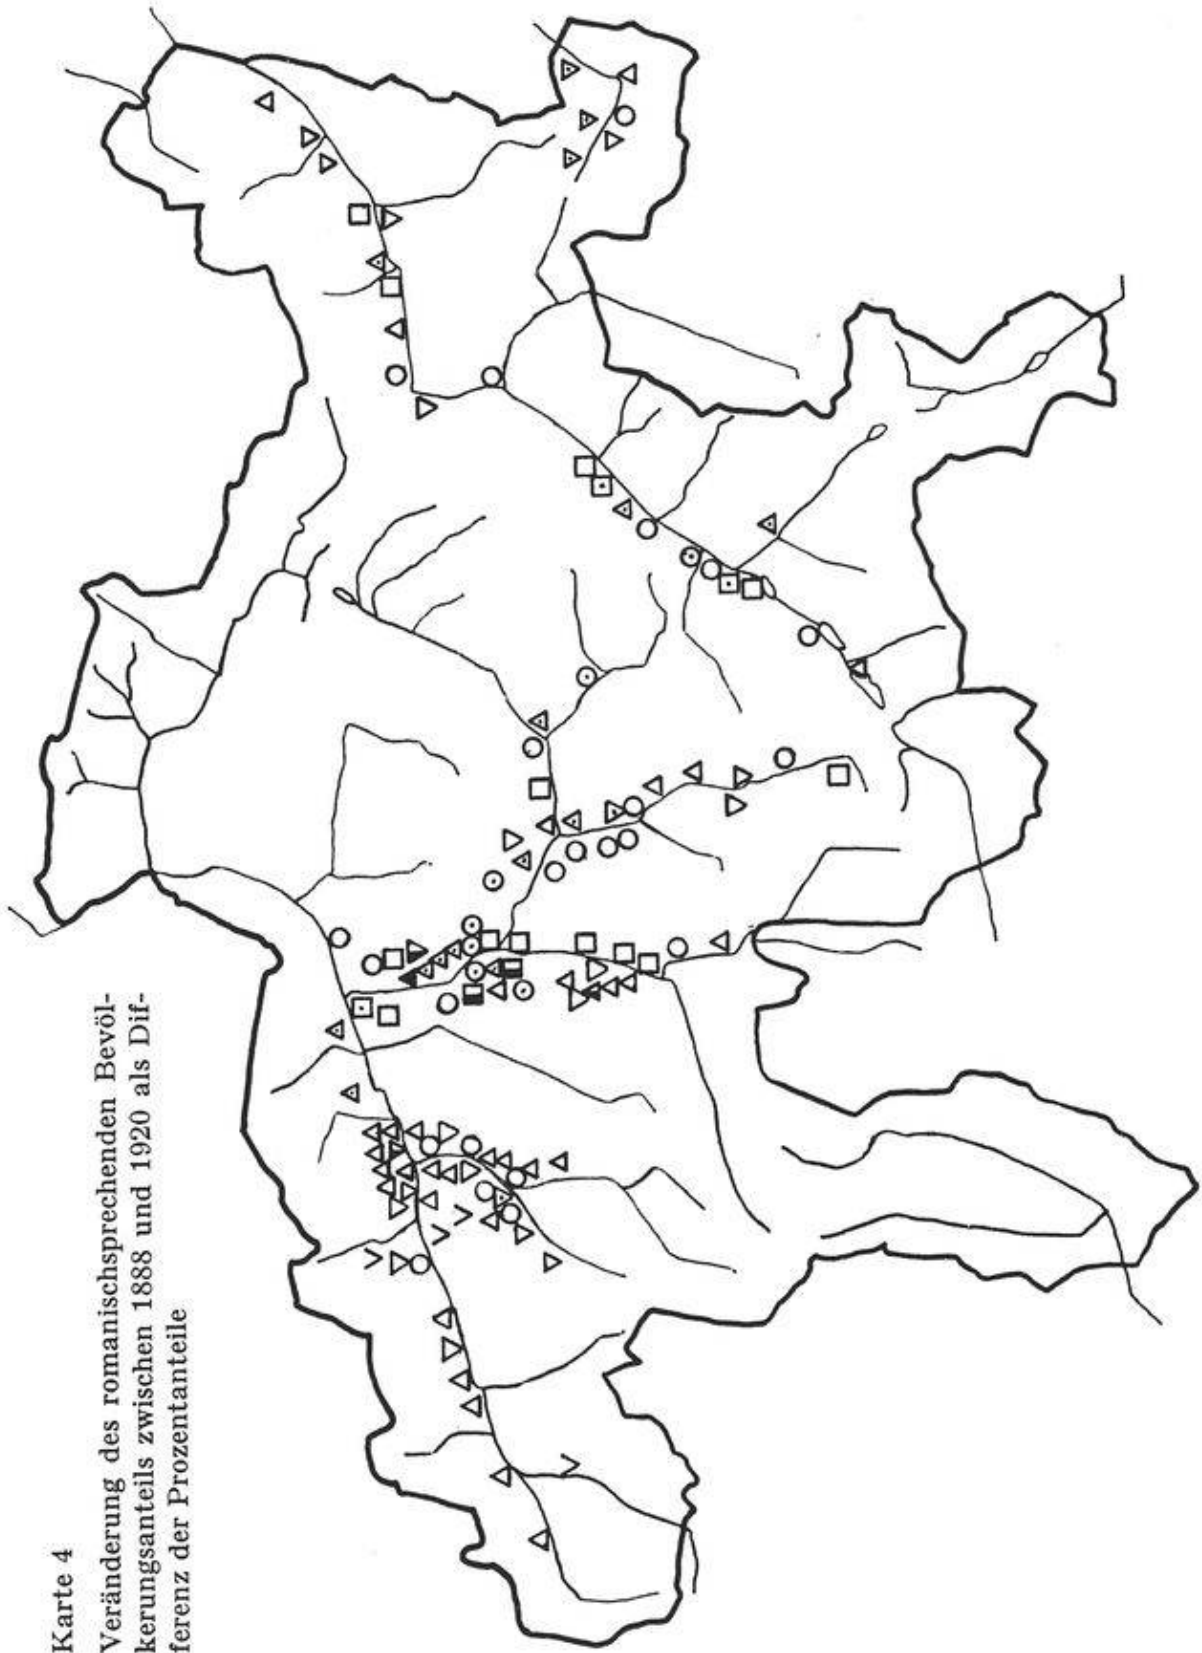 Karte 4
Veränderung des romanischsprechenden Bevöl-
kerungsanteils zwischen 1888 und 1920 als Dif-
ferenz der Prozentanteile